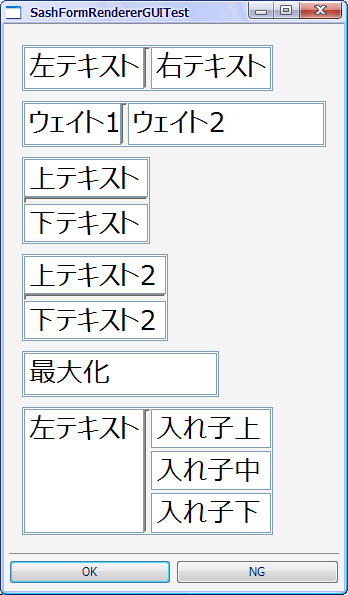 SashFormRendererGUITest
左テキスト 右テキスト
ウェイト1 ウェイト2
上テキスト
下テキスト
上テキスト2
下テキスト2
最大化
左テキスト 入れ子上
入れ子中
入れ子下
OK NG